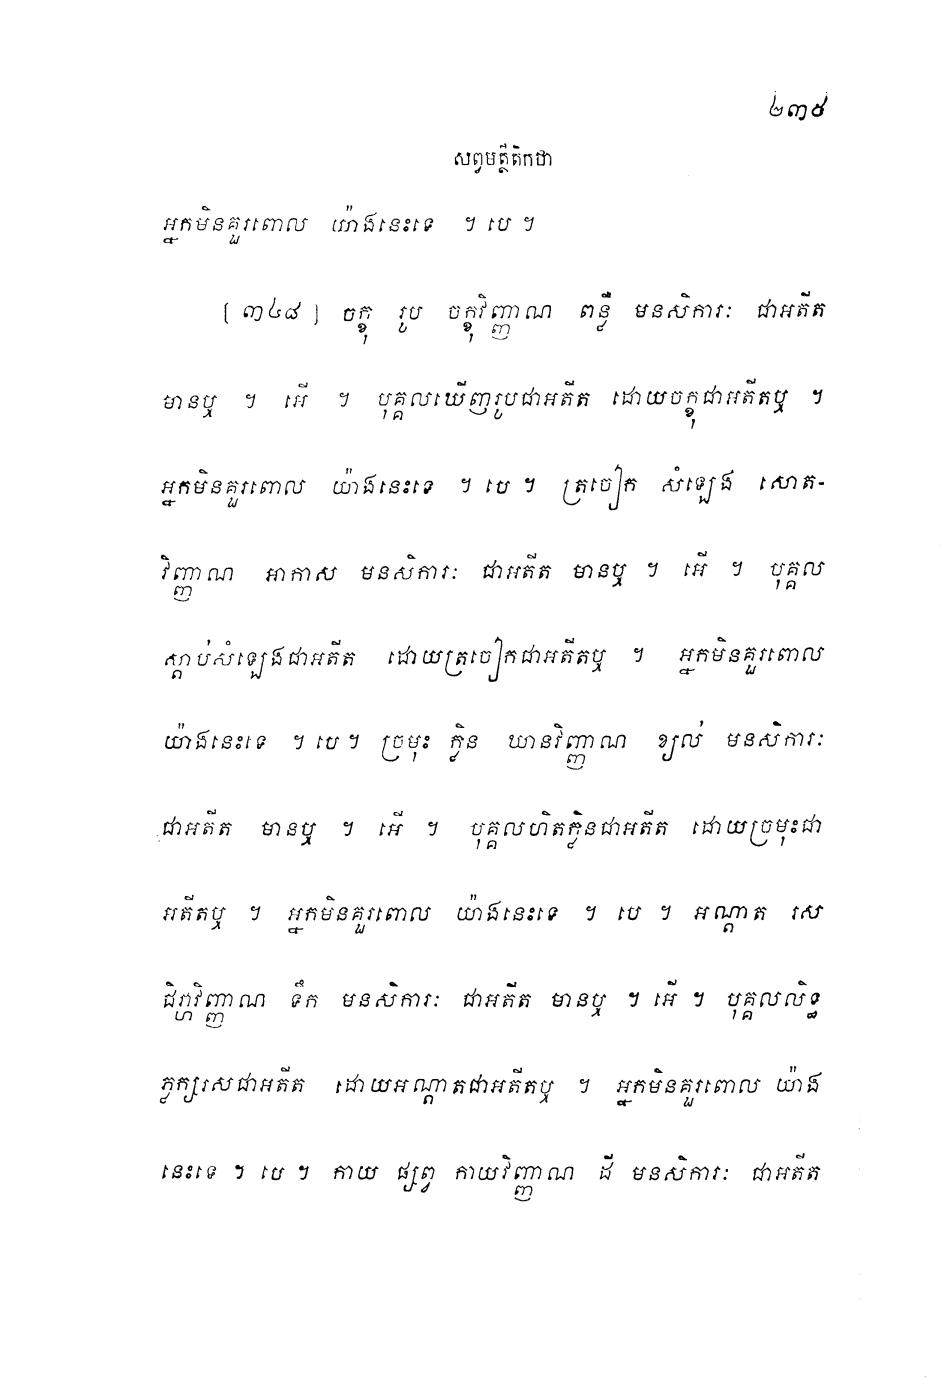 ២៣៩
សព្វមត្ថីតិកថា
អ្នកមិនគួរពោល យ៉ាងនេះទេ ។ បេ ។
[ ៣៤៨ ] ចក្ខុ រូប ចក្ខុវិញ្ញាណ ពន្លឺ មនសិការៈ ជាអតីត
មានឬ ។ អើ ។ បុគ្គលឃើញរូបជាអតីត ដោយចក្ខុជាអតីតឬ ។
អ្នកមិនគួរពោល យ៉ាងនេះទេ ។ បេ ។ ត្រចៀក សំឡេង សោត-
វិញ្ញាណ អាកាស មនសិការៈ ជាអតីត មានឬ ។ អើ ។ បុគ្គល
ស្តាប់សំឡេងជាអតីត ដោយត្រចៀកជាអតីតឬ ។ អ្នកមិនគួរពោល
យ៉ាងនេះទេ ។ បេ ។ ច្រមុះ ក្លិន ឃានវិញ្ញាណ ខ្យល់ មនសិការៈ
ជាអតីត មានឬ ។ អើ ។ បុគ្គលហិតក្លិនជាអតីត ដោយច្រមុះជា
អតីតឬ ។ អ្នកមិនគួរពោល យ៉ាងនេះទេ ។ បេ ។ អណ្តាត រស
ជិវ្ហាវិញ្ញាណ ទឹក មនសិការៈ ជាអតីត មានឬ ។ អើ ។ បុគ្គលលិទ្ធ
ភ្លក្សរសជាអតីត ដោយអណ្តាតជាអតីតឬ ។ អ្នកមិនគួរពោល យ៉ាង
នេះទេ ។ បេ ។ កាយ ផ្សព្វ កាយវិញ្ញាណ ដី មនសិការៈ ជាអតីត